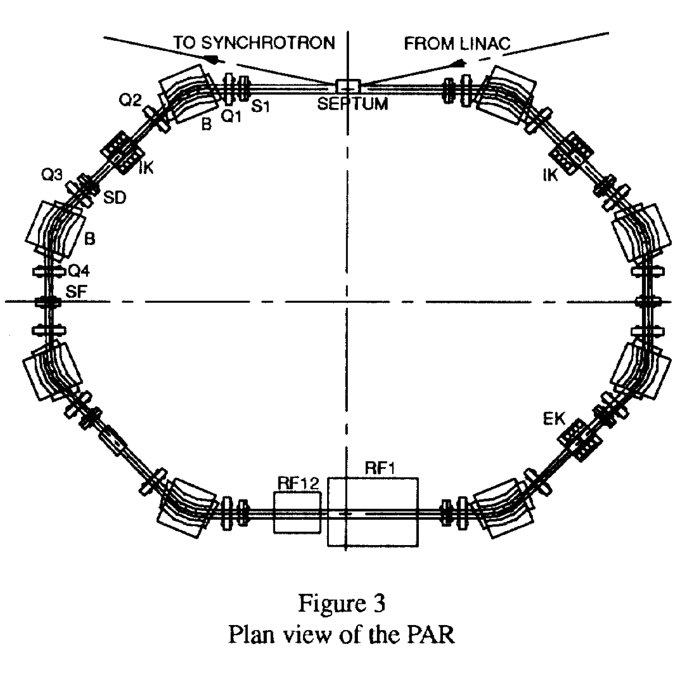 TO SYNCHROTRON
FROM LINAC
SEPTUM
Q2
B
Q1
S1
IK
IK
Q3
SD
B
Q4
SF
EK
RF12
RF1
Figure 3
Plan view of the PAR